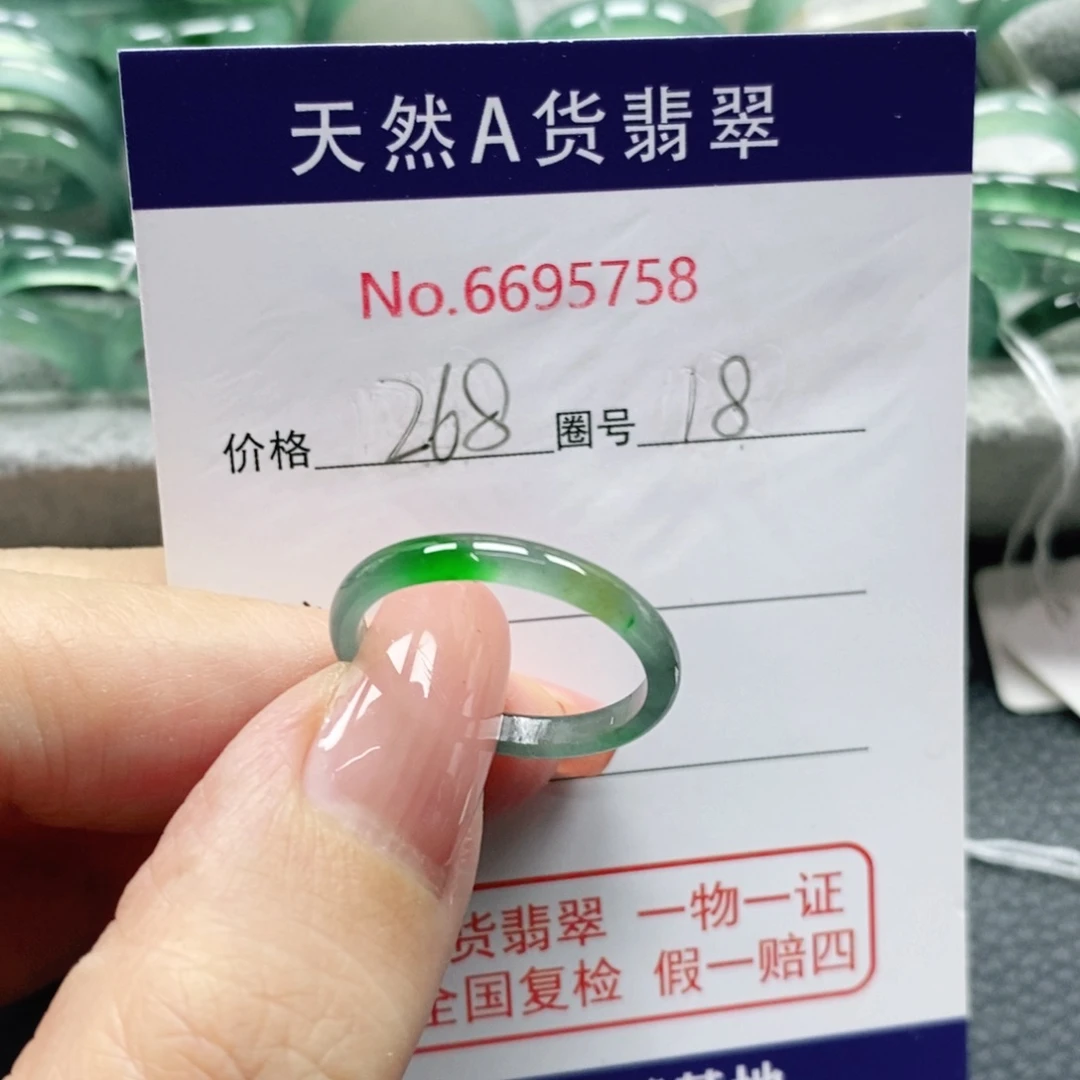 天然A货翡翠
No.6695758
价格 268 圈号 18
货翡翠 一物一证
全国复检 假一赔四